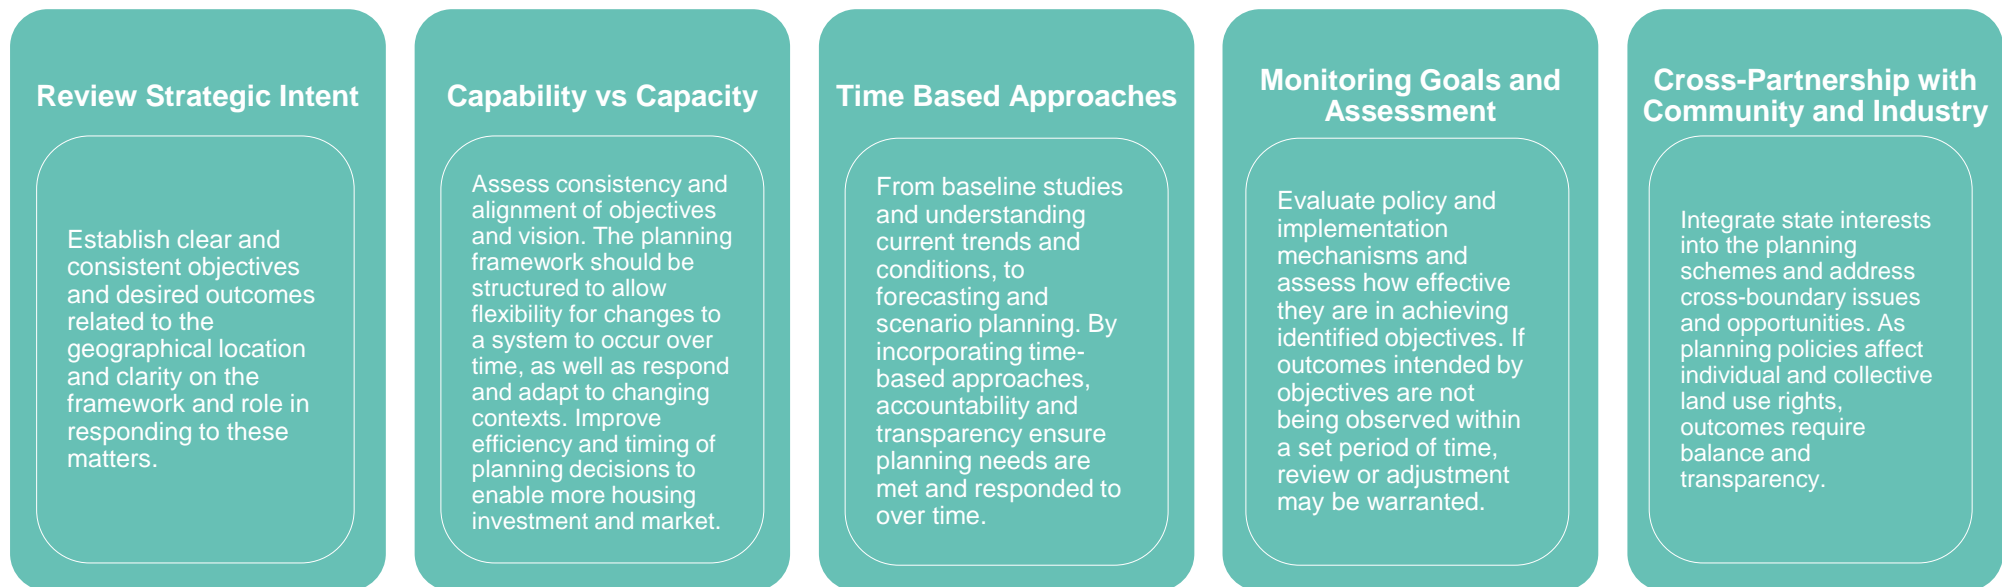 Review Strategic Intent
Establish clear and
consistent objectives
and desired outcomes
related to the
geographical location
and clarity on the
framework and role in
responding to these
matters.
Capability vs Capacity
Assess consistency and
alignment of objectives
and vision. The planning
framework should be
structured to allow
flexibility for changes to
a system to occur over
time, as well as respond
and adapt to changing
contexts. Improve
efficiency and timing of
planning decisions to
enable more housing
investment and market.
Time Based Approaches
From baseline studies
and understanding
current trends and
conditions, to
forecasting and
scenario planning. By
incorporating time-
based approaches,
accountability and
transparency ensure
planning needs are
met and responded to
over time.
Monitoring Goals and
Assessment
Evaluate policy and
implementation
mechanisms and
assess how effective
they are in achieving
identified objectives. If
outcomes intended by
objectives are not
being observed within
a set period of time,
review or adjustment
may be warranted.
Cross-Partnership with
Community and Industry
Integrate state interests
into the planning
schemes and address
cross-boundary issues
and opportunities. As
planning policies affect
individual and collective
land use rights,
outcomes require
balance and
transparency.